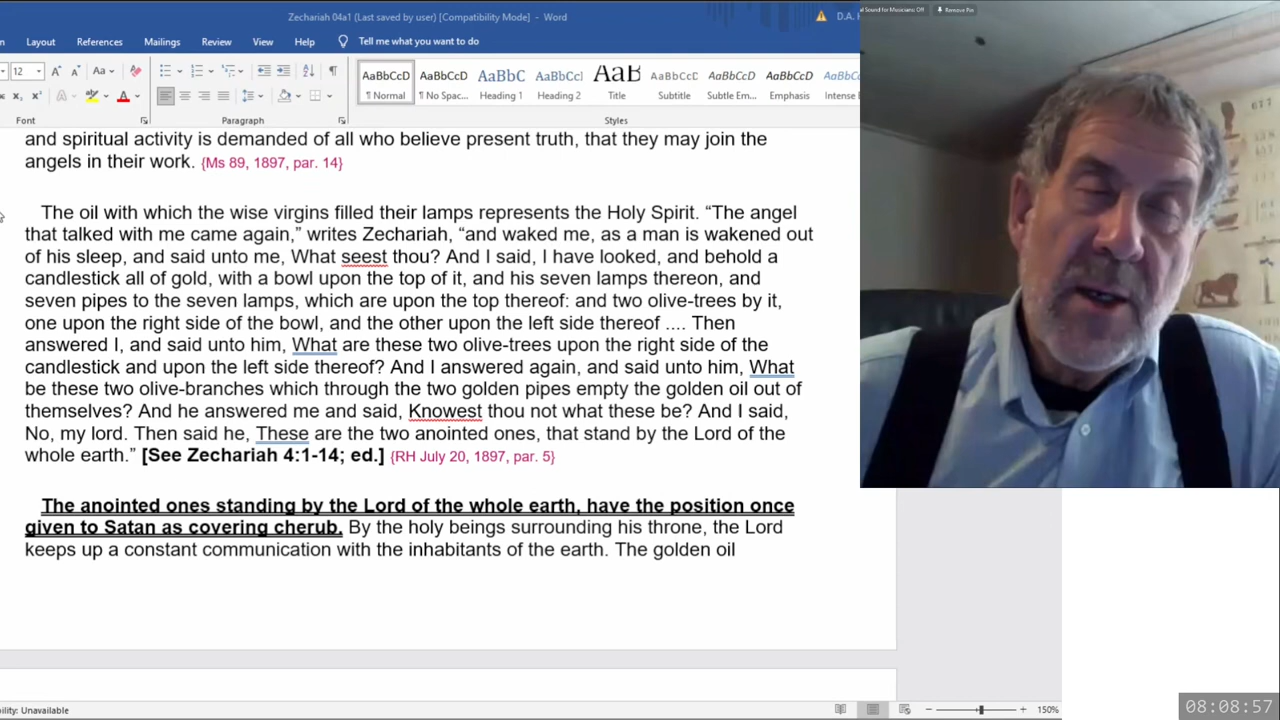 Zechariah 04a1 (Last saved by user) [Compatibility Mode] - Word
D.A.
al Sound for Musicians: Off
Remove Pin
Layout References Mailings Review View Help Tell me what you want to do
12
AaBbCcD AaBbCcD AaBbC AaBbCcI AaB AaBbCcD AaBbCcD AaBbCcD AaBbCcD
¶ Normal ¶ No Spac... Heading 1 Heading 2 Title Subtitle Subtle Em... Emphasis Intense
Font Paragraph Styles
and spiritual activity is demanded of all who believe present truth, that they may join the
angels in their work. {Ms 89, 1897, par. 14}
The oil with which the wise virgins filled their lamps represents the Holy Spirit. “The angel
that talked with me came again,” writes Zechariah, “and waked me, as a man is wakened out
of his sleep, and said unto me, What seest thou? And I said, I have looked, and behold a
candlestick all of gold, with a bowl upon the top of it, and his seven lamps thereon, and
seven pipes to the seven lamps, which are upon the top thereof: and two olive-trees by it,
one upon the right side of the bowl, and the other upon the left side thereof .... Then
answered I, and said unto him, What are these two olive-trees upon the right side of the
candlestick and upon the left side thereof? And I answered again, and said unto him, What
be these two olive-branches which through the two golden pipes empty the golden oil out of
themselves? And he answered me and said, Knowest thou not what these be? And I said,
No, my lord. Then said he, These are the two anointed ones, that stand by the Lord of the
whole earth.” [See Zechariah 4:1-14; ed.] {RH July 20, 1897, par. 5}
The anointed ones standing by the Lord of the whole earth, have the position once
given to Satan as covering cherub. By the holy beings surrounding his throne, the Lord
keeps up a constant communication with the inhabitants of the earth. The golden oil
bility: Unavailable
150%
677
08:08:57